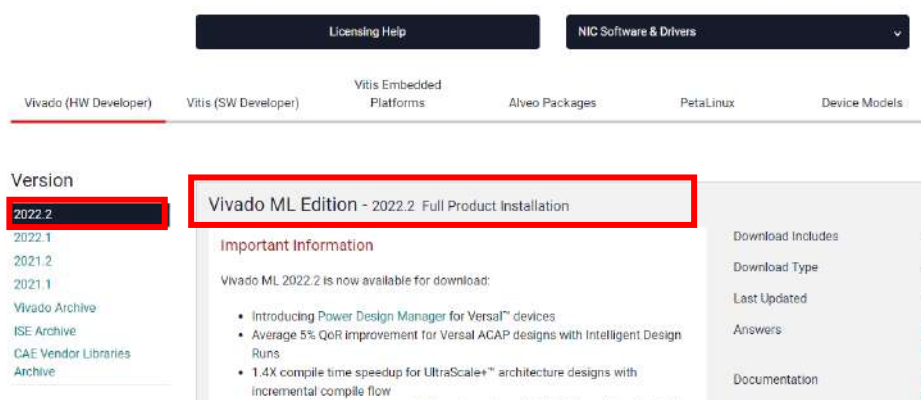 Licensing Help
NIC Software & Drivers
Vivado (HW Developer)
Vitis (SW Developer)
Vitis Embedded
Platforms
Alveo Packages
PetaLinux
Device Models
Version
2022.2
2022.1
2021.2
2021.1
Vivado Archive
ISE Archive
CAE Vendor Libraries
Archive
Vivado ML Edition - 2022.2 Full Product Installation
Important Information
Vivado ML 2022.2 is now available for download:
• Introducing Power Design Manager for Versal™ devices
• Average 5% QoR improvement for Versal ACAP designs with Intelligent Design
Runs
• 1.4X compile time speedup for UltraScale+™ architecture designs with
incremental compile flow
Download Includes
Download Type
Last Updated
Answers
Documentation